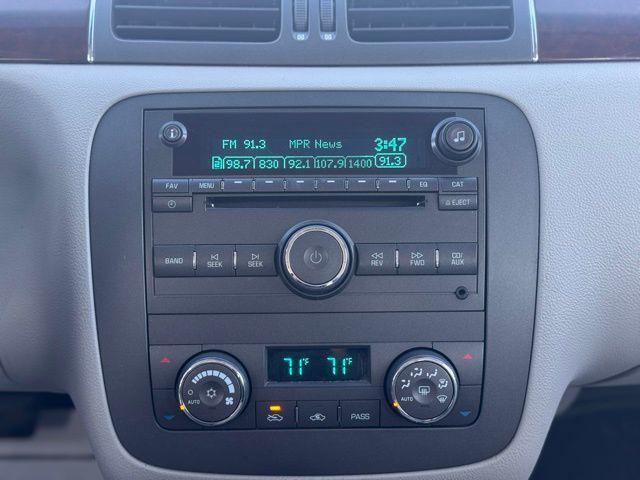 FM 91.3 MPR News 3:47
98.7 830 92.1 107.9 1400 91.3
FAV MENU EQ CAT
EJECT
BAND SEEK SEEK REV FWD CD/AUX
71°F 71°F
AUTO AUTO
PASS